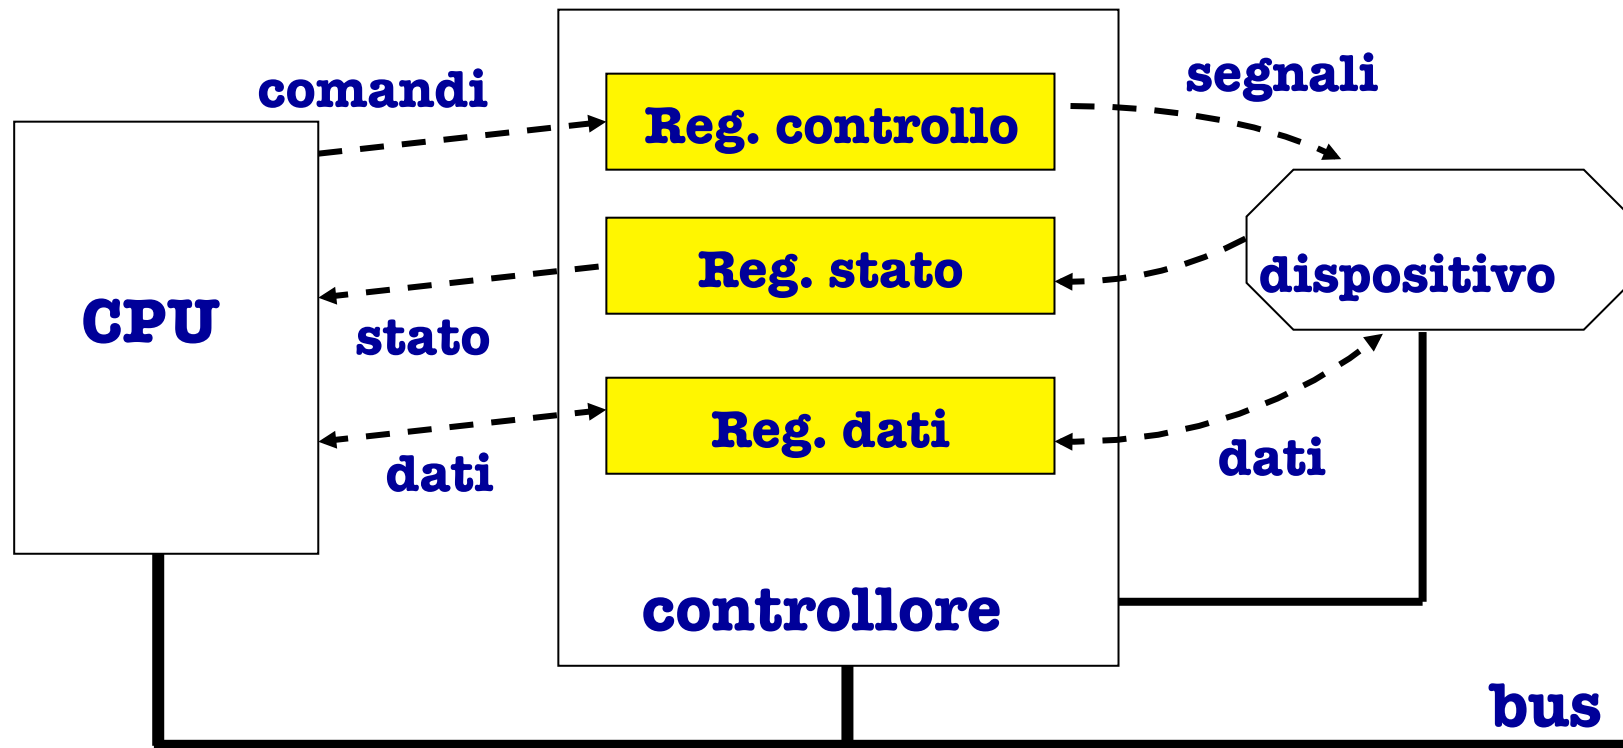 comandi
segnali
Reg. controllo
Reg. stato
dispositivo
CPU
stato
Reg. dati
dati
dati
controllore
bus